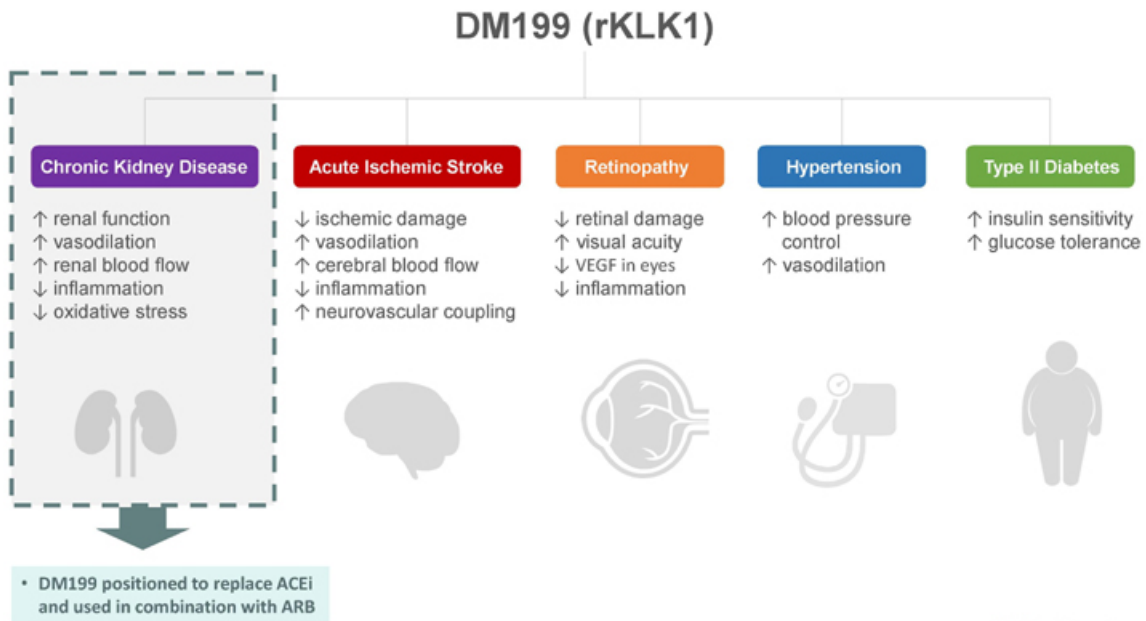 DM199 (rKLK1)
Chronic Kidney Disease
↑ renal function
↑ vasodilation
↑ renal blood flow
↓ inflammation
↓ oxidative stress
Acute Ischemic Stroke
↓ ischemic damage
↑ vasodilation
↑ cerebral blood flow
↓ inflammation
↑ neurovascular coupling
Retinopathy
↓ retinal damage
↑ visual acuity
↓ VEGF in eyes
↓ inflammation
Hypertension
↑ blood pressure
control
↑ vasodilation
Type II Diabetes
↑ insulin sensitivity
↑ glucose tolerance
• DM199 positioned to replace ACEi
and used in combination with ARB